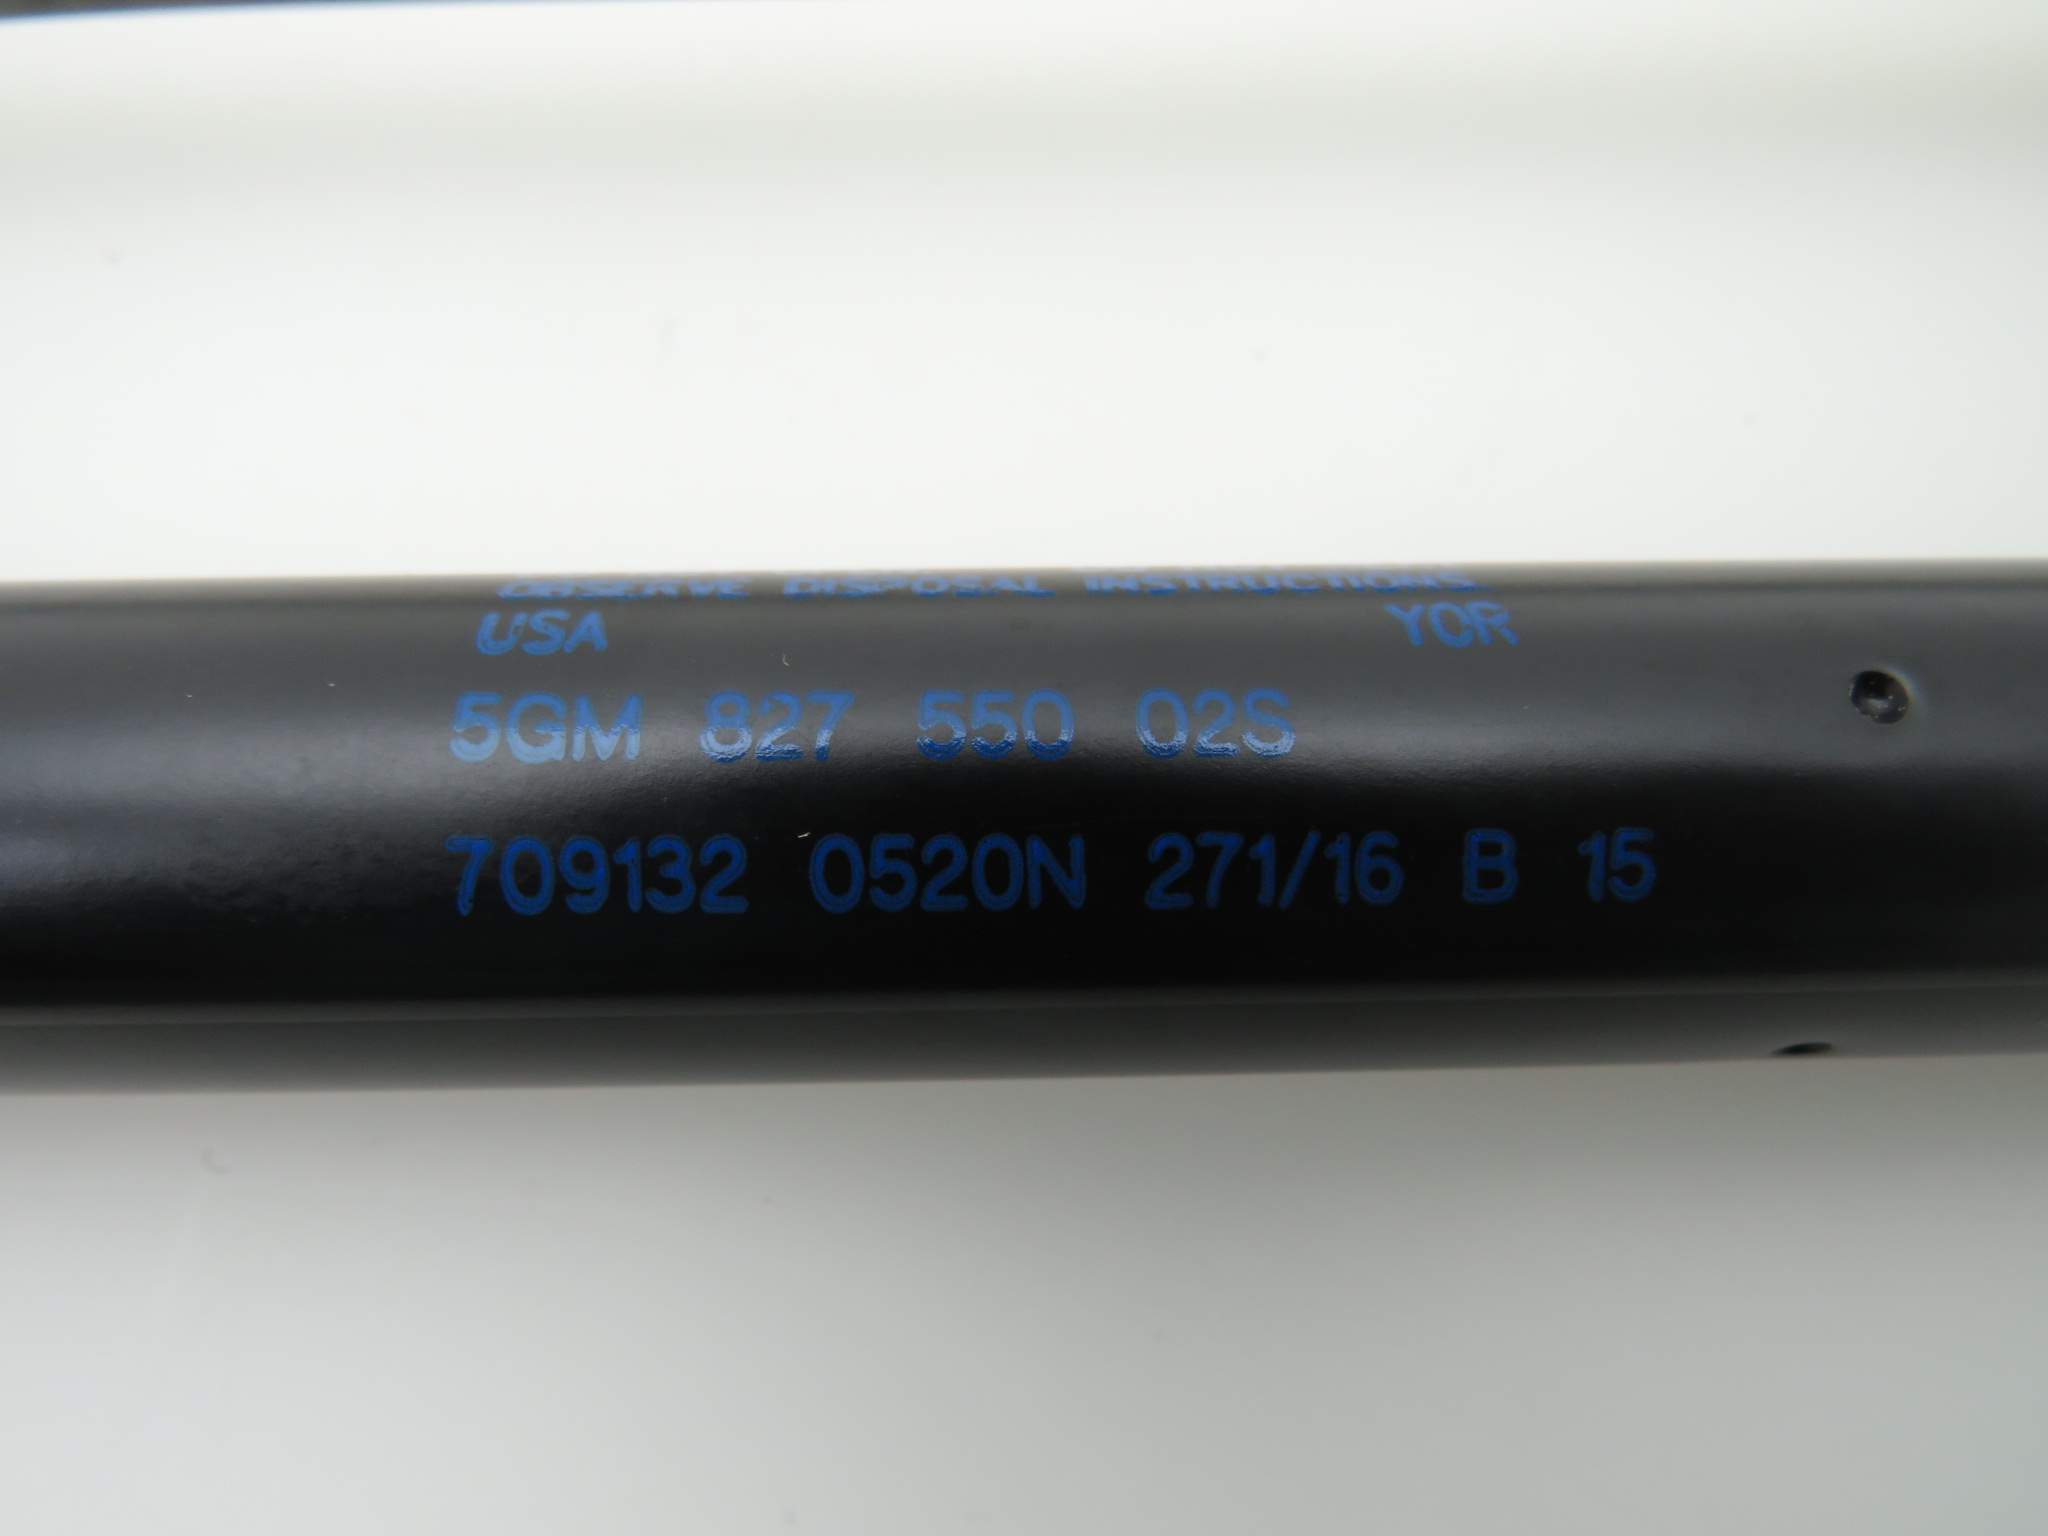 OBSERVE DISPOSAL INSTRUCTIONS.
USA YOR
5GM 827 550 02S
709132 0520N 271/16 B 15